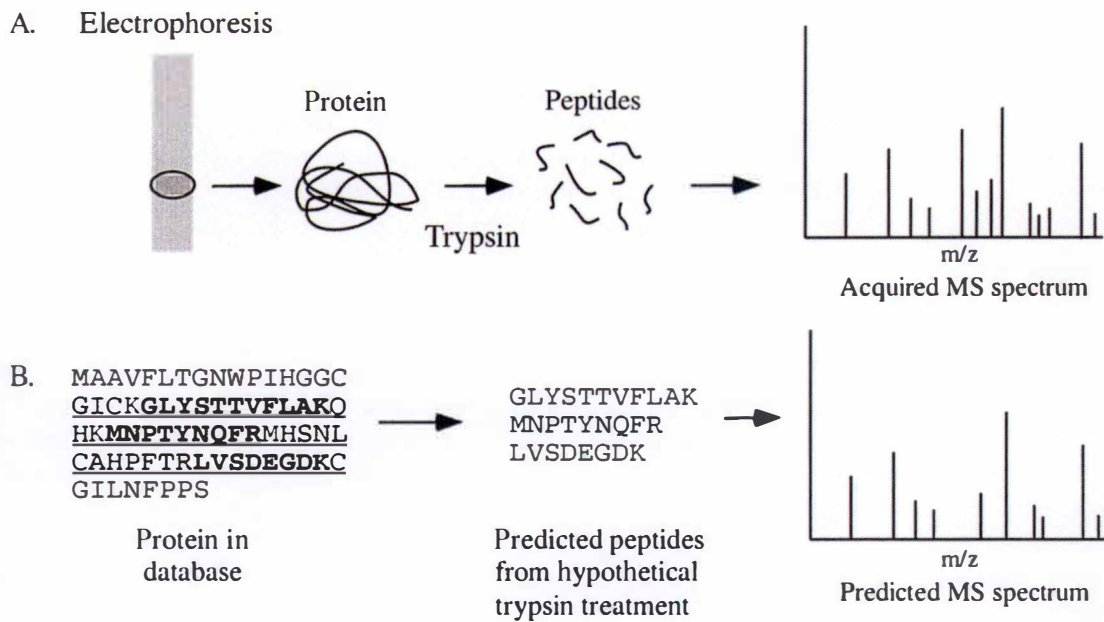 A. Electrophoresis
Protein
Peptides
Trypsin
m/z
Acquired MS spectrum
B. MAAVFLTGNWPIHGGC
GICKGLYSTTVFLAKQ
HKMNPTYNQFRMHSNL
CAHPFTRLVSDEGDKC
GILNFPPS
Protein in
database
GLYSTTVFLAK
MNPTYNQFR
LVSDEGDK
Predicted peptides
from hypothetical
trypsin treatment
m/z
Predicted MS spectrum